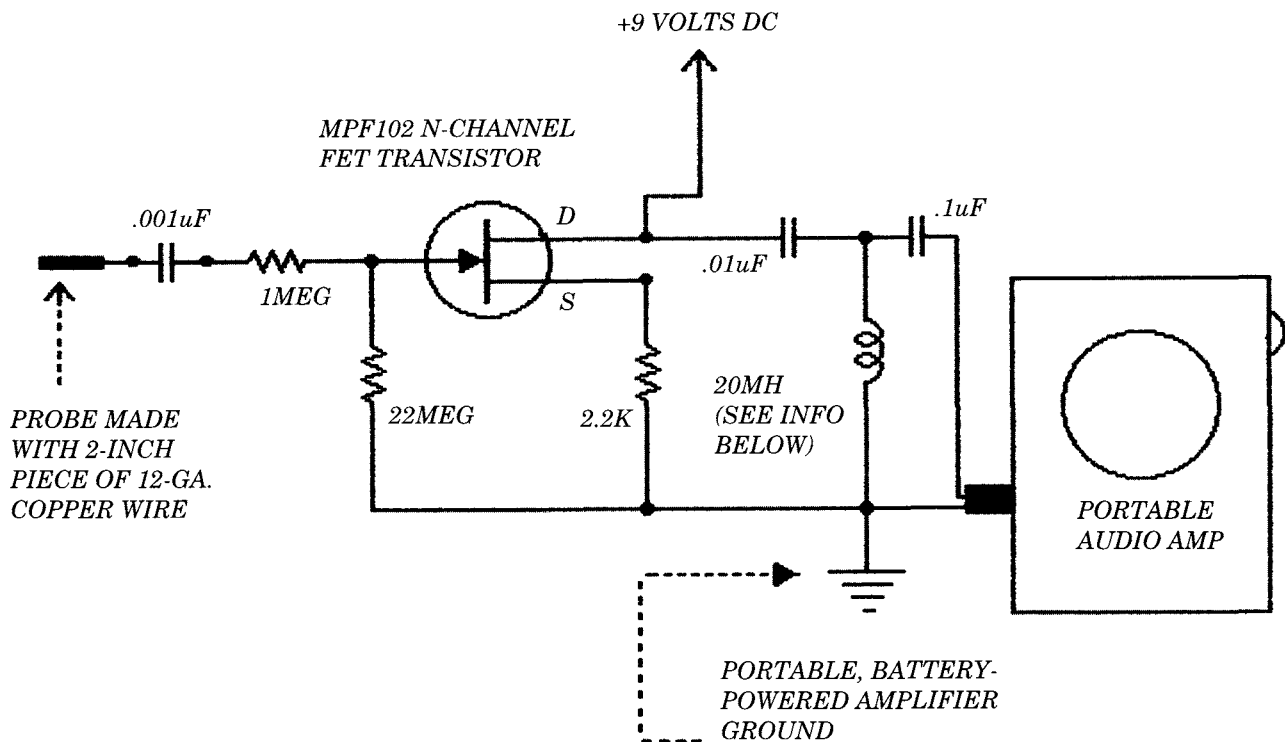 +9 VOLTS DC
MPF102 N-CHANNEL
FET TRANSISTOR
.001uF
D
.1uF
.01uF
1MEG
S
PROBE MADE
WITH 2-INCH
PIECE OF 12-GA.
COPPER WIRE
22MEG
2.2K
20MH
(SEE INFO
BELOW)
PORTABLE
AUDIO AMP
PORTABLE, BATTERY-
POWERED AMPLIFIER
GROUND